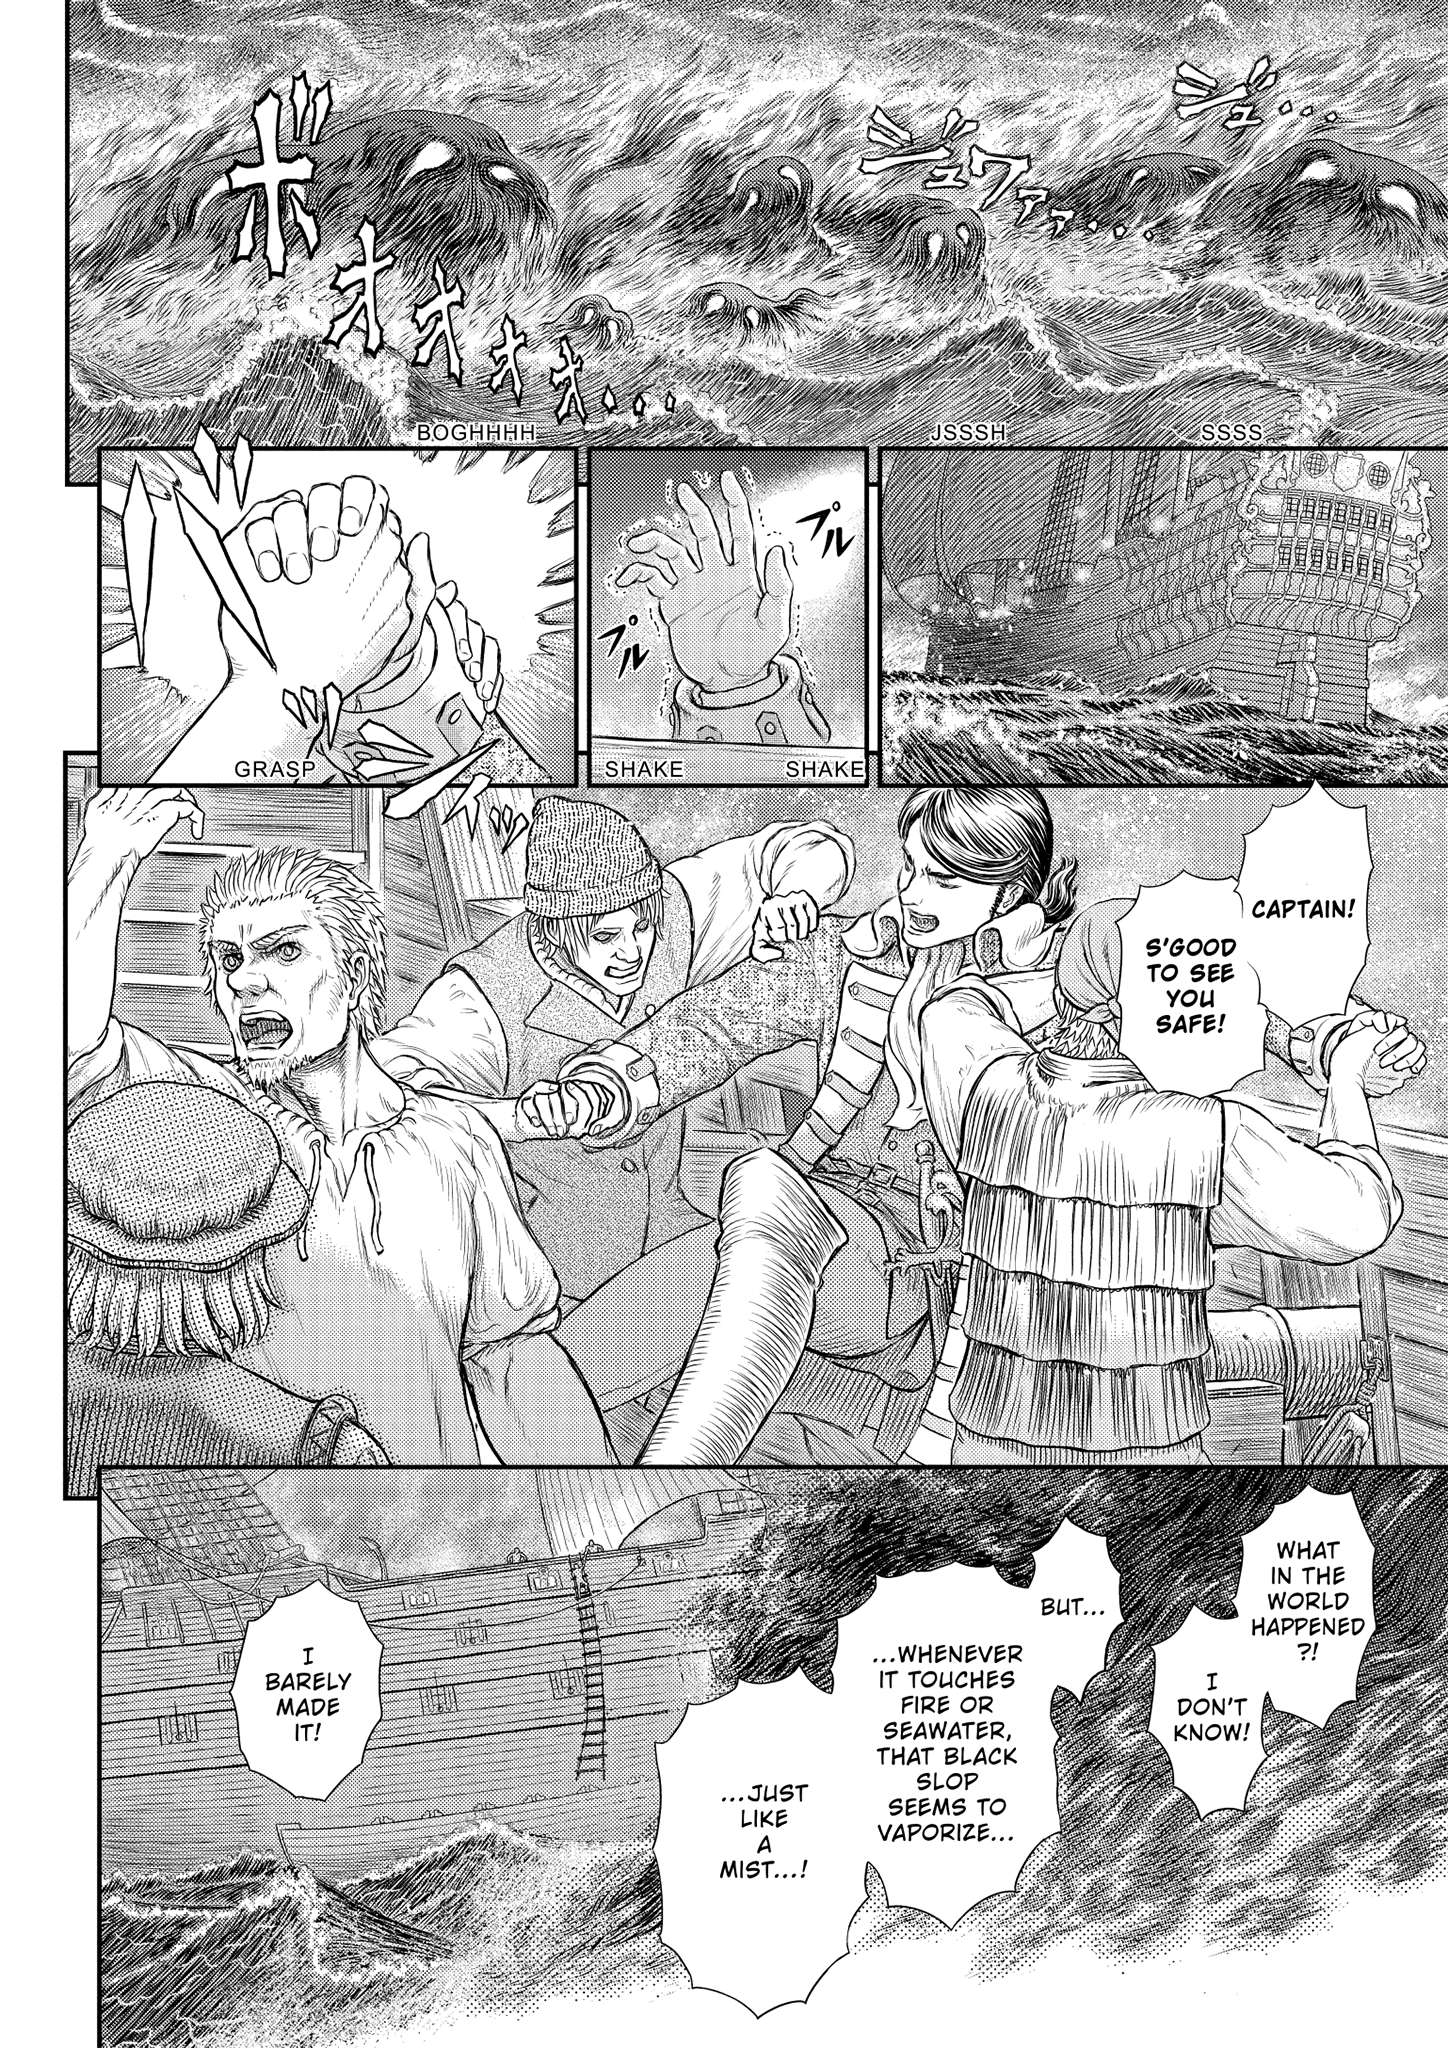 ジュ...
ジュワァァ...
ボオオオオ...
BOGHHHH
JSSSH
SSSS
プル
プル
SHAKE
SHAKE
GRASP
CAPTAIN!
S'GOOD
TO SEE
YOU
SAFE!
WHAT
IN THE
WORLD
HAPPENED
?!
I
DON'T
KNOW!
BUT...
...WHENEVER
IT TOUCHES
FIRE OR
SEAWATER,
THAT BLACK
SLOP
SEEMS TO
VAPORIZE...
...JUST
LIKE
A
MIST...!
I
BARELY
MADE
IT!